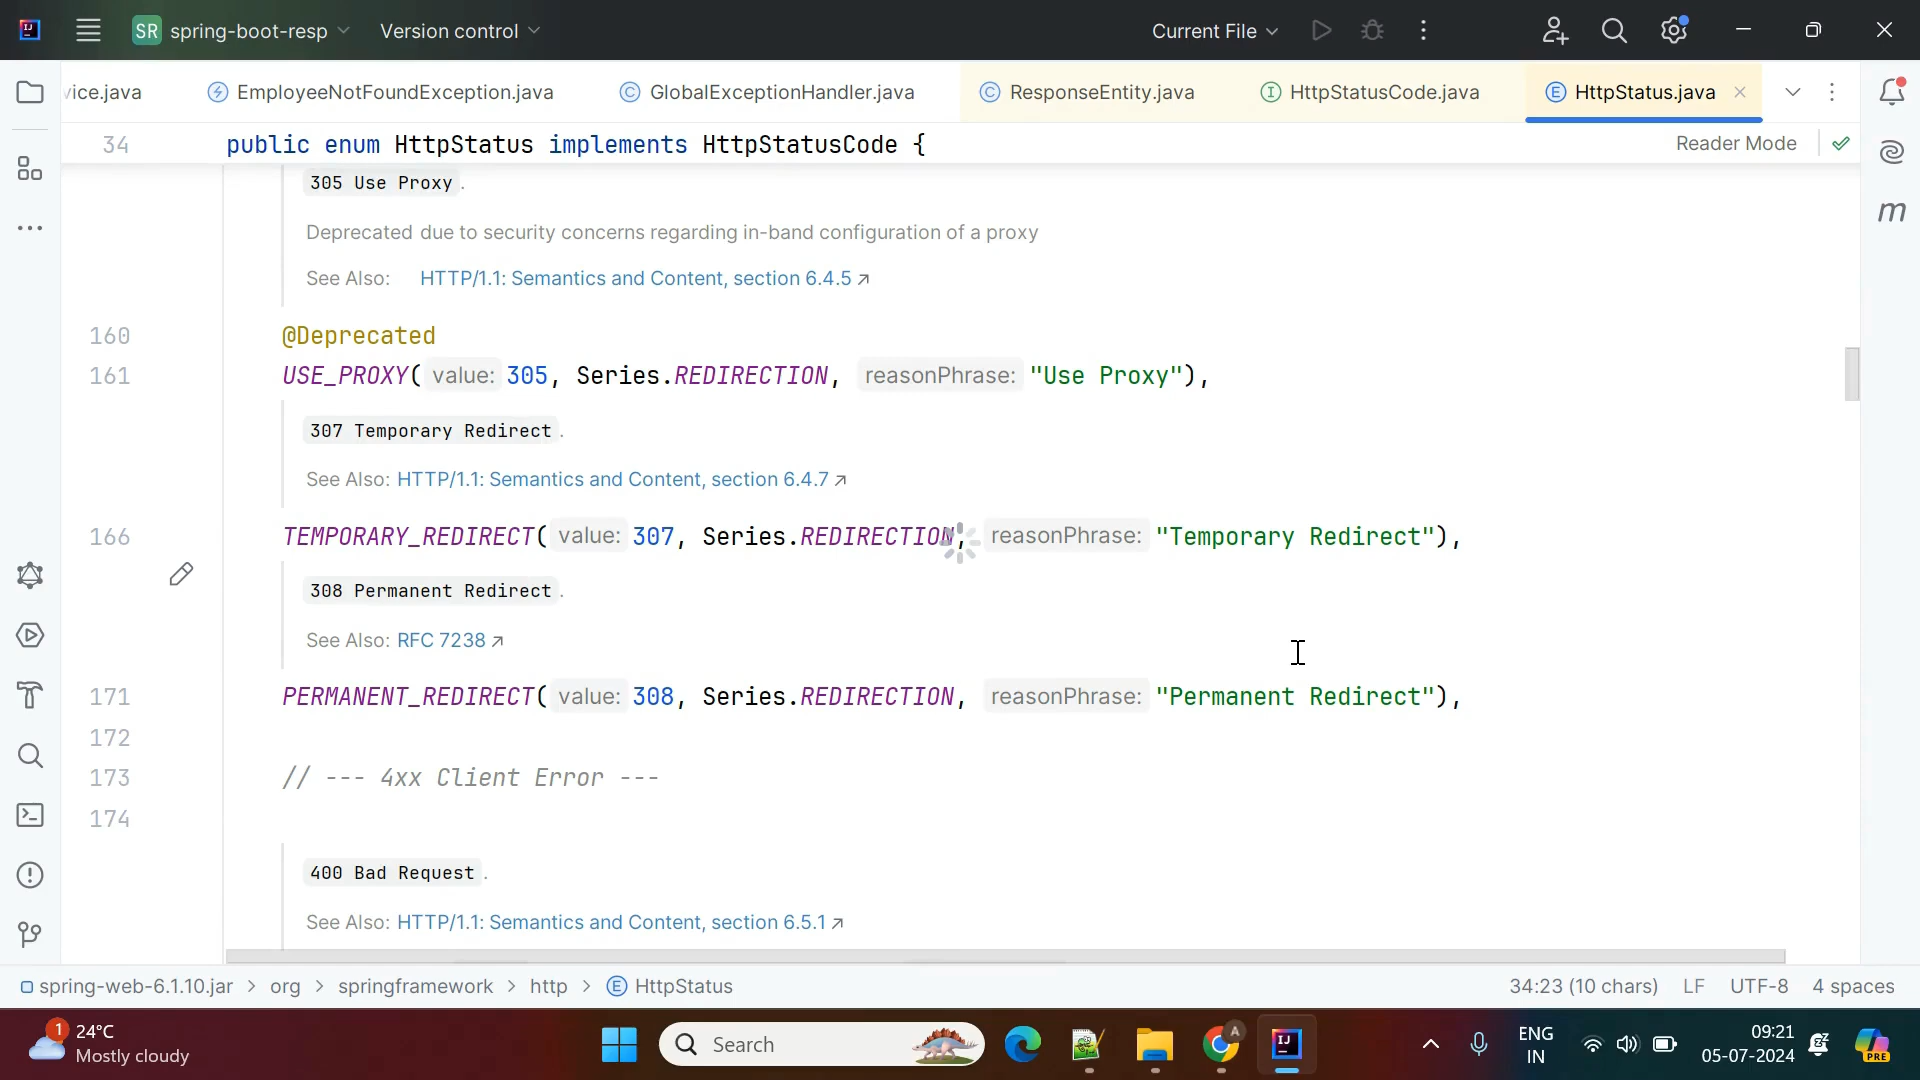 SR spring-boot-resp Version control Current File
vice.java EmployeeNotFoundException.java GlobalExceptionHandler.java ResponseEntity.java HttpStatusCode.java HttpStatus.java
34 public enum HttpStatus implements HttpStatusCode { Reader Mode
305 Use Proxy.
Deprecated due to security concerns regarding in-band configuration of a proxy
See Also: HTTP/1.1: Semantics and Content, section 6.4.5
160 @Deprecated
161 USE_PROXY( value: 305, Series.REDIRECTION, reasonPhrase: "Use Proxy"),
307 Temporary Redirect.
See Also: HTTP/1.1: Semantics and Content, section 6.4.7
166 TEMPORARY_REDIRECT( value: 307, Series.REDIRECTION, reasonPhrase: "Temporary Redirect"),
308 Permanent Redirect.
See Also: RFC 7238
171 PERMANENT_REDIRECT( value: 308, Series.REDIRECTION, reasonPhrase: "Permanent Redirect"),
172
173 // --- 4xx Client Error ---
174
400 Bad Request.
See Also: HTTP/1.1: Semantics and Content, section 6.5.1
spring-web-6.1.10.jar > org > springframework > http > HttpStatus 34:23 (10 chars) LF UTF-8 4 spaces
1 24°C
Mostly cloudy
Search
ENG
IN
09:21
05-07-2024
PRE